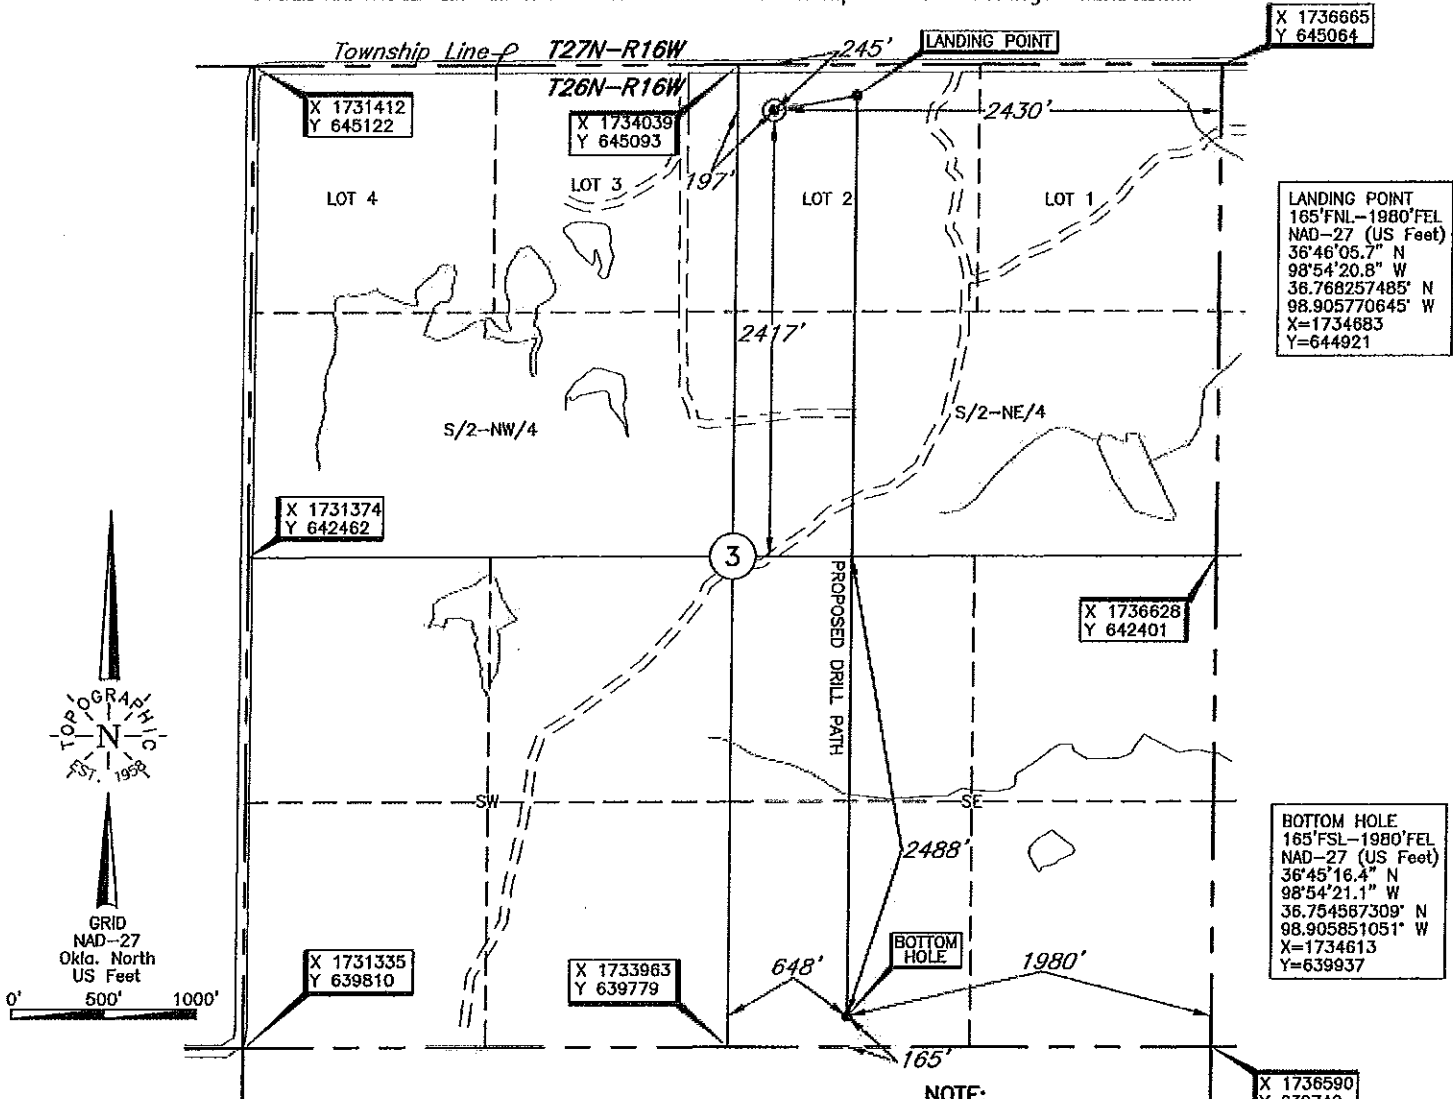 X 1736665
Y 645064
Township Line
T27N-R16W
245'
LANDING POINT
T26N-R16W
X 1731412
Y 645122
X 1734039
Y 645093
2430'
197'
LOT 4
LOT 3
LOT 2
LOT 1
LANDING POINT
165'FNL-1980'FEL
NAD-27 (US Feet)
36°46'05.7" N
98°54'20.8" W
36.768257485° N
98.905770645° W
X=1734683
Y=644921
2417'
S/2-NW/4
S/2-NE/4
X 1731374
Y 642462
3
PROPOSED DRILL PATH
X 1736628
Y 642401
TOPOGRAPHIC
N
EST. 1958
SW
SE
2488'
BOTTOM HOLE
165'FSL-1980'FEL
NAD-27 (US Feet)
36°45'16.4" N
98°54'21.1" W
36.754567309° N
98.905851051° W
X=1734613
Y=639937
GRID
NAD-27
Okla. North
US Feet
0' 500' 1000'
X 1731335
Y 639810
X 1733963
Y 639779
648'
BOTTOM
HOLE
1980'
165'
NOTE:
X 1736590